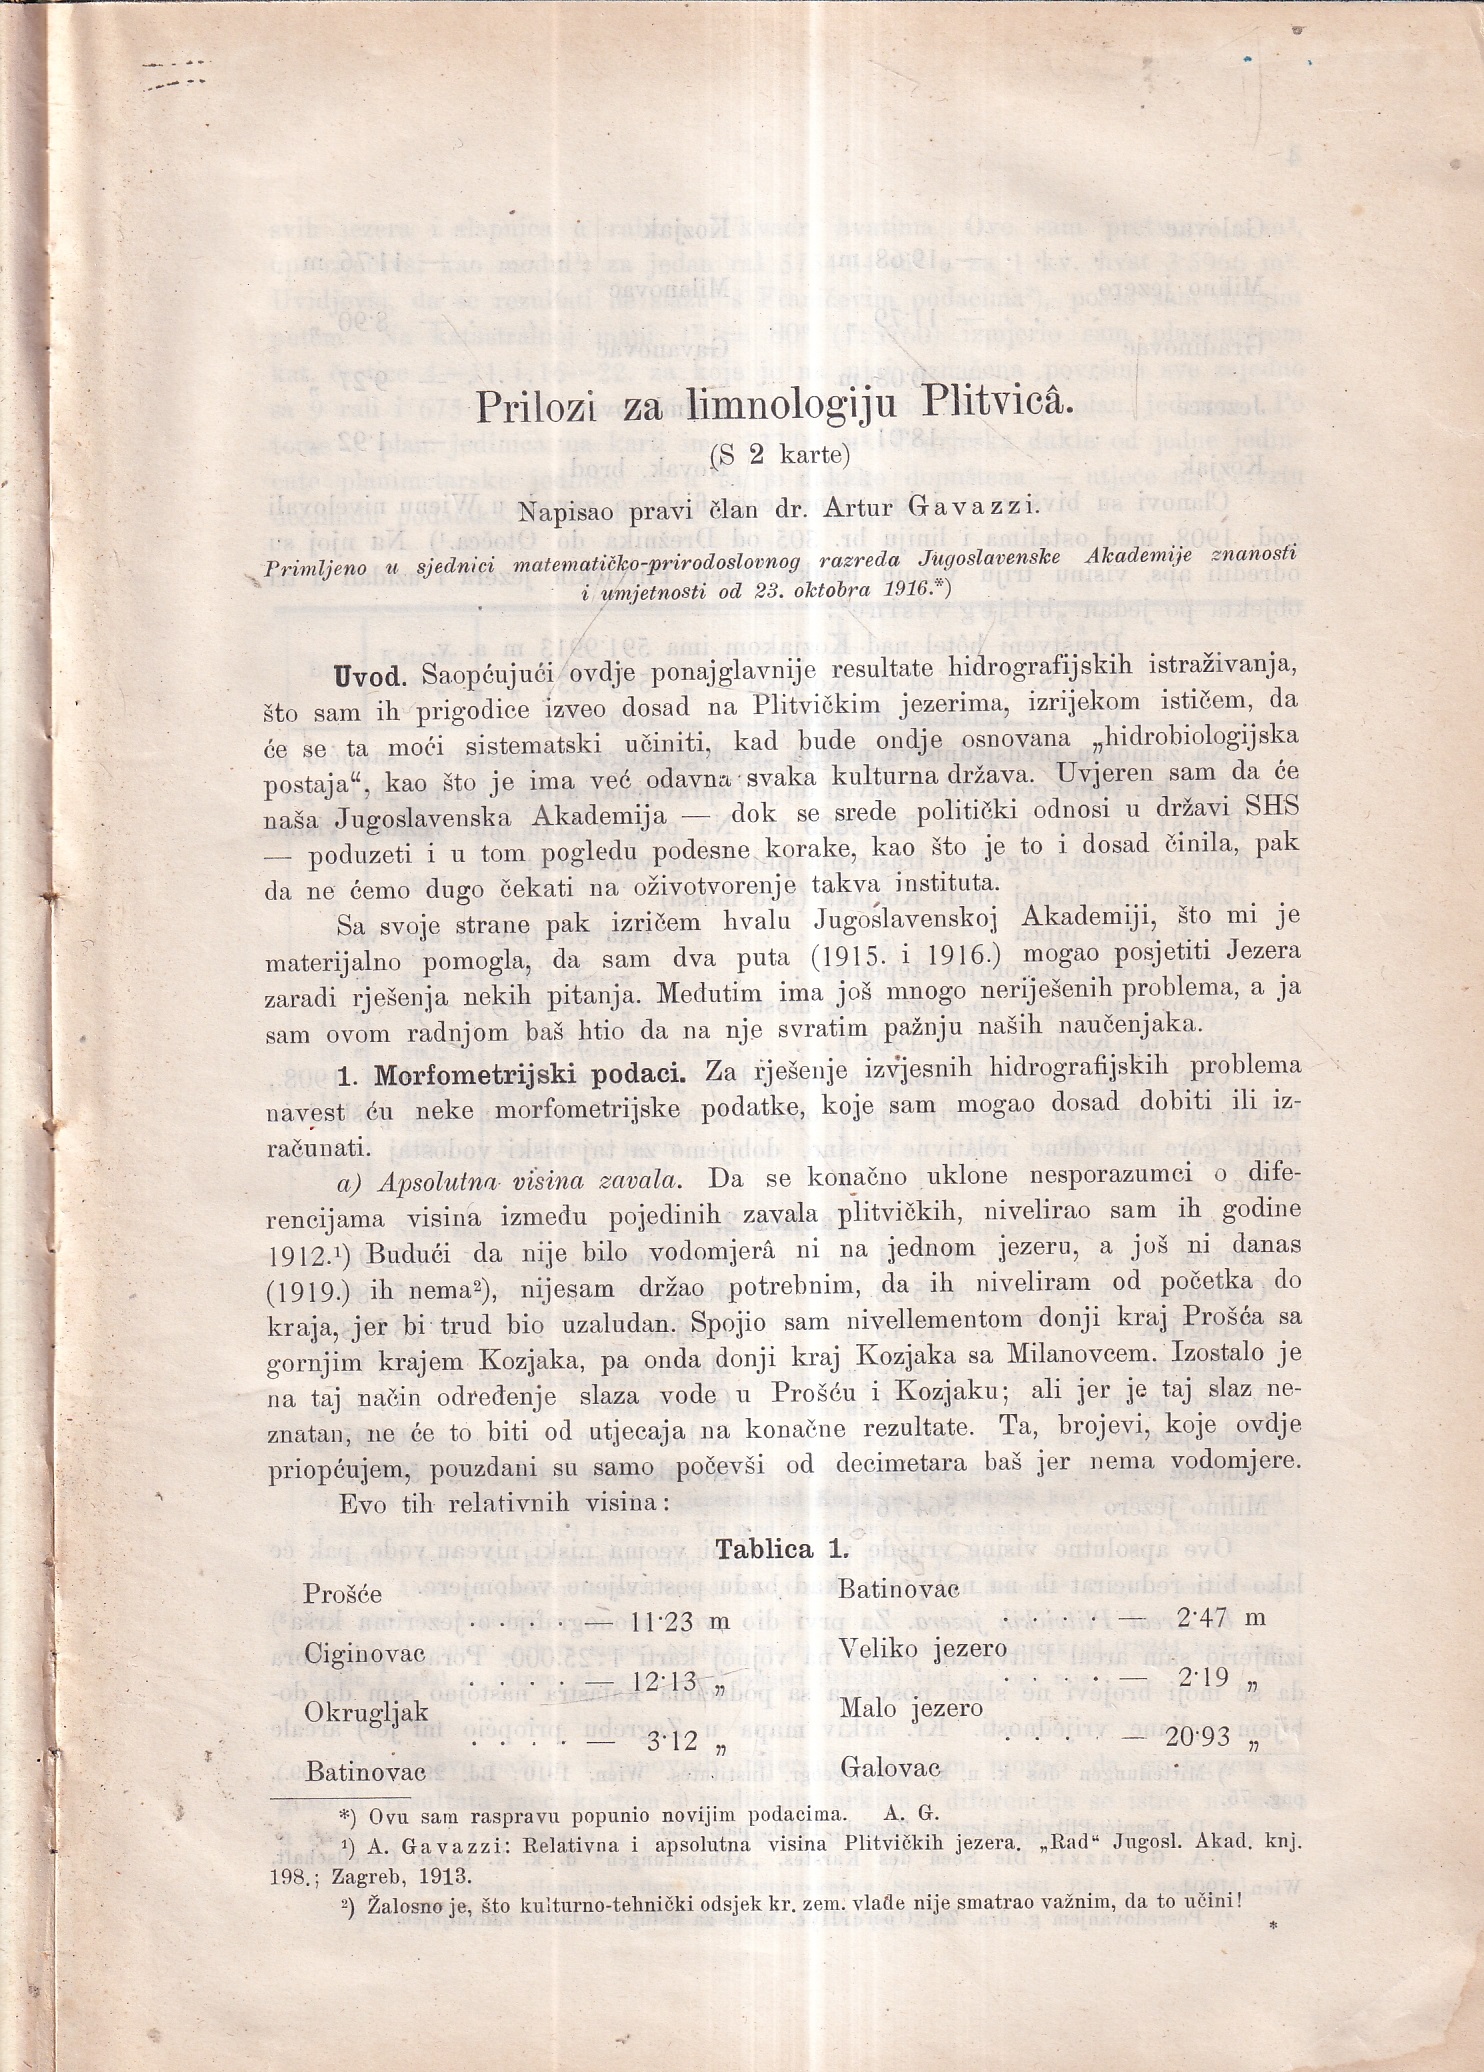 Prilozi za limnologiju Plitvicâ.
(S 2 karte)
Napisao pravi član dr. Artur Gavazzi.
Primljeno u sjednici matematičko-prirodoslovnog razreda Jugoslavenske Akademije znanosti
i umjetnosti od 23. oktobra 1916.*)
Uvod. Saopćujući ovdje ponajglavnije resultate hidrografijskih istraživanja,
što sam ih prigodice izveo dosad na Plitvičkim jezerima, izrijekom ističem, da
će se ta moći sistematski učiniti, kad bude ondje osnovana „hidrobiologijska
postaja“, kao što je ima već odavna svaka kulturna država. Uvjeren sam da će
naša Jugoslavenska Akademija — dok se srede politički odnosi u državi SHS
— poduzeti i u tom pogledu podesne korake, kao što je to i dosad činila, pak
da ne ćemo dugo čekati na oživotvorenje takva instituta.
Sa svoje strane pak izričem hvalu Jugoslavenskoj Akademiji, što mi je
materijalno pomogla, da sam dva puta (1915. i 1916.) mogao posjetiti Jezera
zaradi rješenja nekih pitanja. Međutim ima još mnogo neriješenih problema, a ja
sam ovom radnjom baš htio da na nje svratim pažnju naših naučenjaka.
1. Morfometrijski podaci. Za rješenje izvjesnih hidrografijskih problema
navest ću neke morfometrijske podatke, koje sam mogao dosad dobiti ili iz-
računati.
a) Apsolutna visina zavala. Da se konačno uklone nesporazumci o dife-
rencijama visina između pojedinih zavala plitvičkih, nivelirao sam ih godine
1912.¹) Budući da nije bilo vodomjerâ ni na jednom jezeru, a još ni danas
(1919.) ih nema²), nijesam držao potrebnim, da ih niveliram od početka do
kraja, jer bi trud bio uzaludan. Spojio sam nivellementom donji kraj Prošća sa
gornjim krajem Kozjaka, pa onda donji kraj Kozjaka sa Milanovcem. Izostalo je
na taj način određenje slaza vode u Prošću i Kozjaku; ali jer je taj slaz ne-
znatan, ne će to biti od utjecaja na konačne rezultate. Ta, brojevi, koje ovdje
priopćujem, pouzdani su samo počevši od decimetara baš jer nema vodomjere.
Evo tih relativnih visina:
Tablica 1.
Prošće
. . . . — 11·23 m
Ciginovac
. . . . — 12·13 „
Okrugljak
. . . . — 3·12 „
Batinovac
Batinovac
. . . . — 2·47 m
Veliko jezero
. . . . — 2·19 „
Malo jezero
. . . . — 20·93 „
Galovac
*) Ovu sam raspravu popunio novijim podacima. A. G.
¹) A. Gavazzi: Relativna i apsolutna visina Plitvičkih jezera. „Rad“ Jugosl. Akad. knj.
198.; Zagreb, 1913.
²) Žalosno je, što kulturno-tehnički odsjek kr. zem. vlade nije smatrao važnim, da to učini!
*